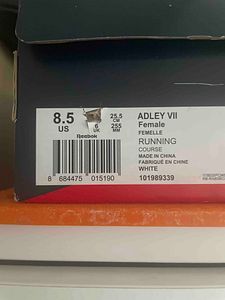 8.5 25.5 ADLEY VII
US 6 CM Female
UK 255 FEMELLE
Reebok MM RUNNING
COURSE
MADE IN CHINA
FABRIQUÉ EN CHINE
WHITE
8 684475 015190 101989339